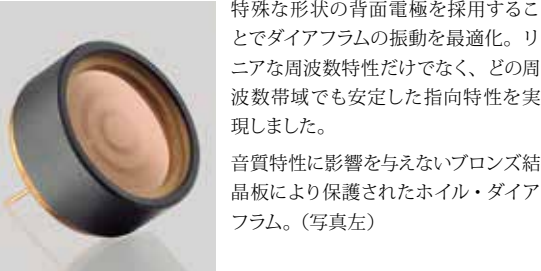 特殊な形状の背面電極を採用するこ
とでダイアフラムの振動を最適化。リ
ニアな周波数特性だけでなく、どの周
波数帯域でも安定した指向特性を実
現しました。
音質特性に影響を与えないブロンズ結
晶板により保護されたホイル・ダイア
フラム。（写真左）